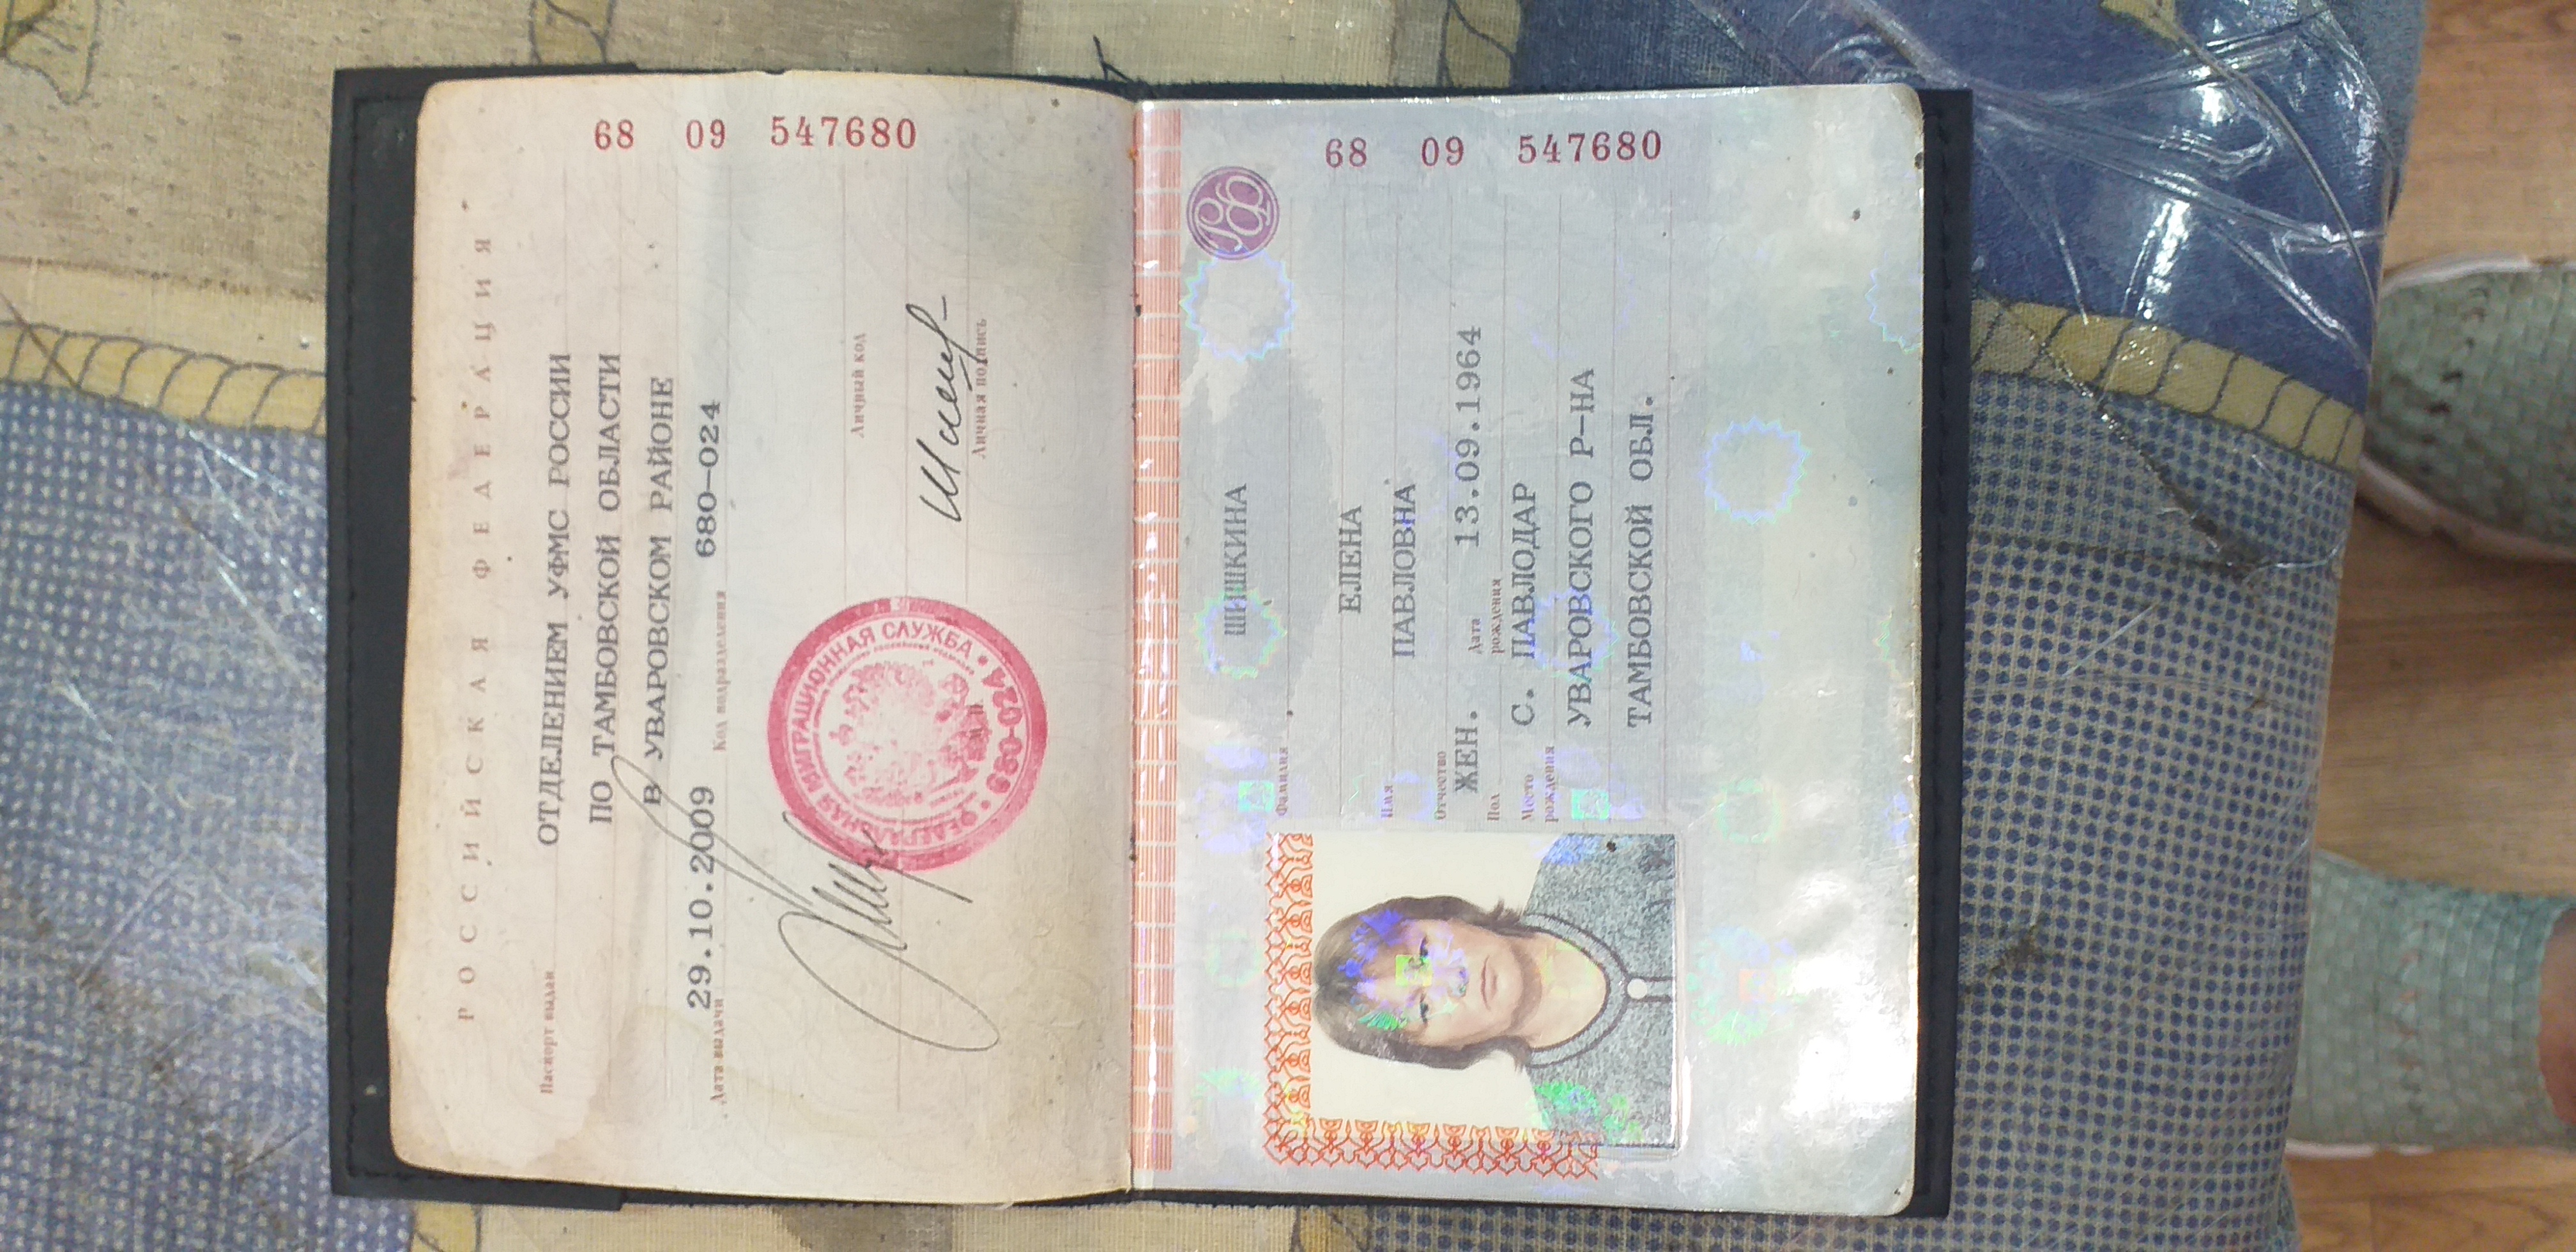 РОССИЙСКАЯ ФЕДЕРАЦИЯ
Паспорт выдан
ОТДЕЛЕНИЕМ УФМС РОССИИ
ПО ТАМБОВСКОЙ ОБЛАСТИ
В УВАРОВСКОМ РАЙОНЕ
Дата выдачи 29.10.2009 Код подразделения 680-024
Личный код
Личная подпись
ФЕДЕРАЛЬНАЯ МИГРАЦИОННАЯ СЛУЖБА
680-024
М.П.
68 09 547680
Фамилия
ШИШКИНА
Имя
ЕЛЕНА
Отчество
ПАВЛОВНА
Пол ЖЕН. Дата рождения 13.09.1964
Место рождения
С. ПАВЛОДАР
УВАРОВСКОГО Р-НА
ТАМБОВСКОЙ ОБЛ.
68 09 547680